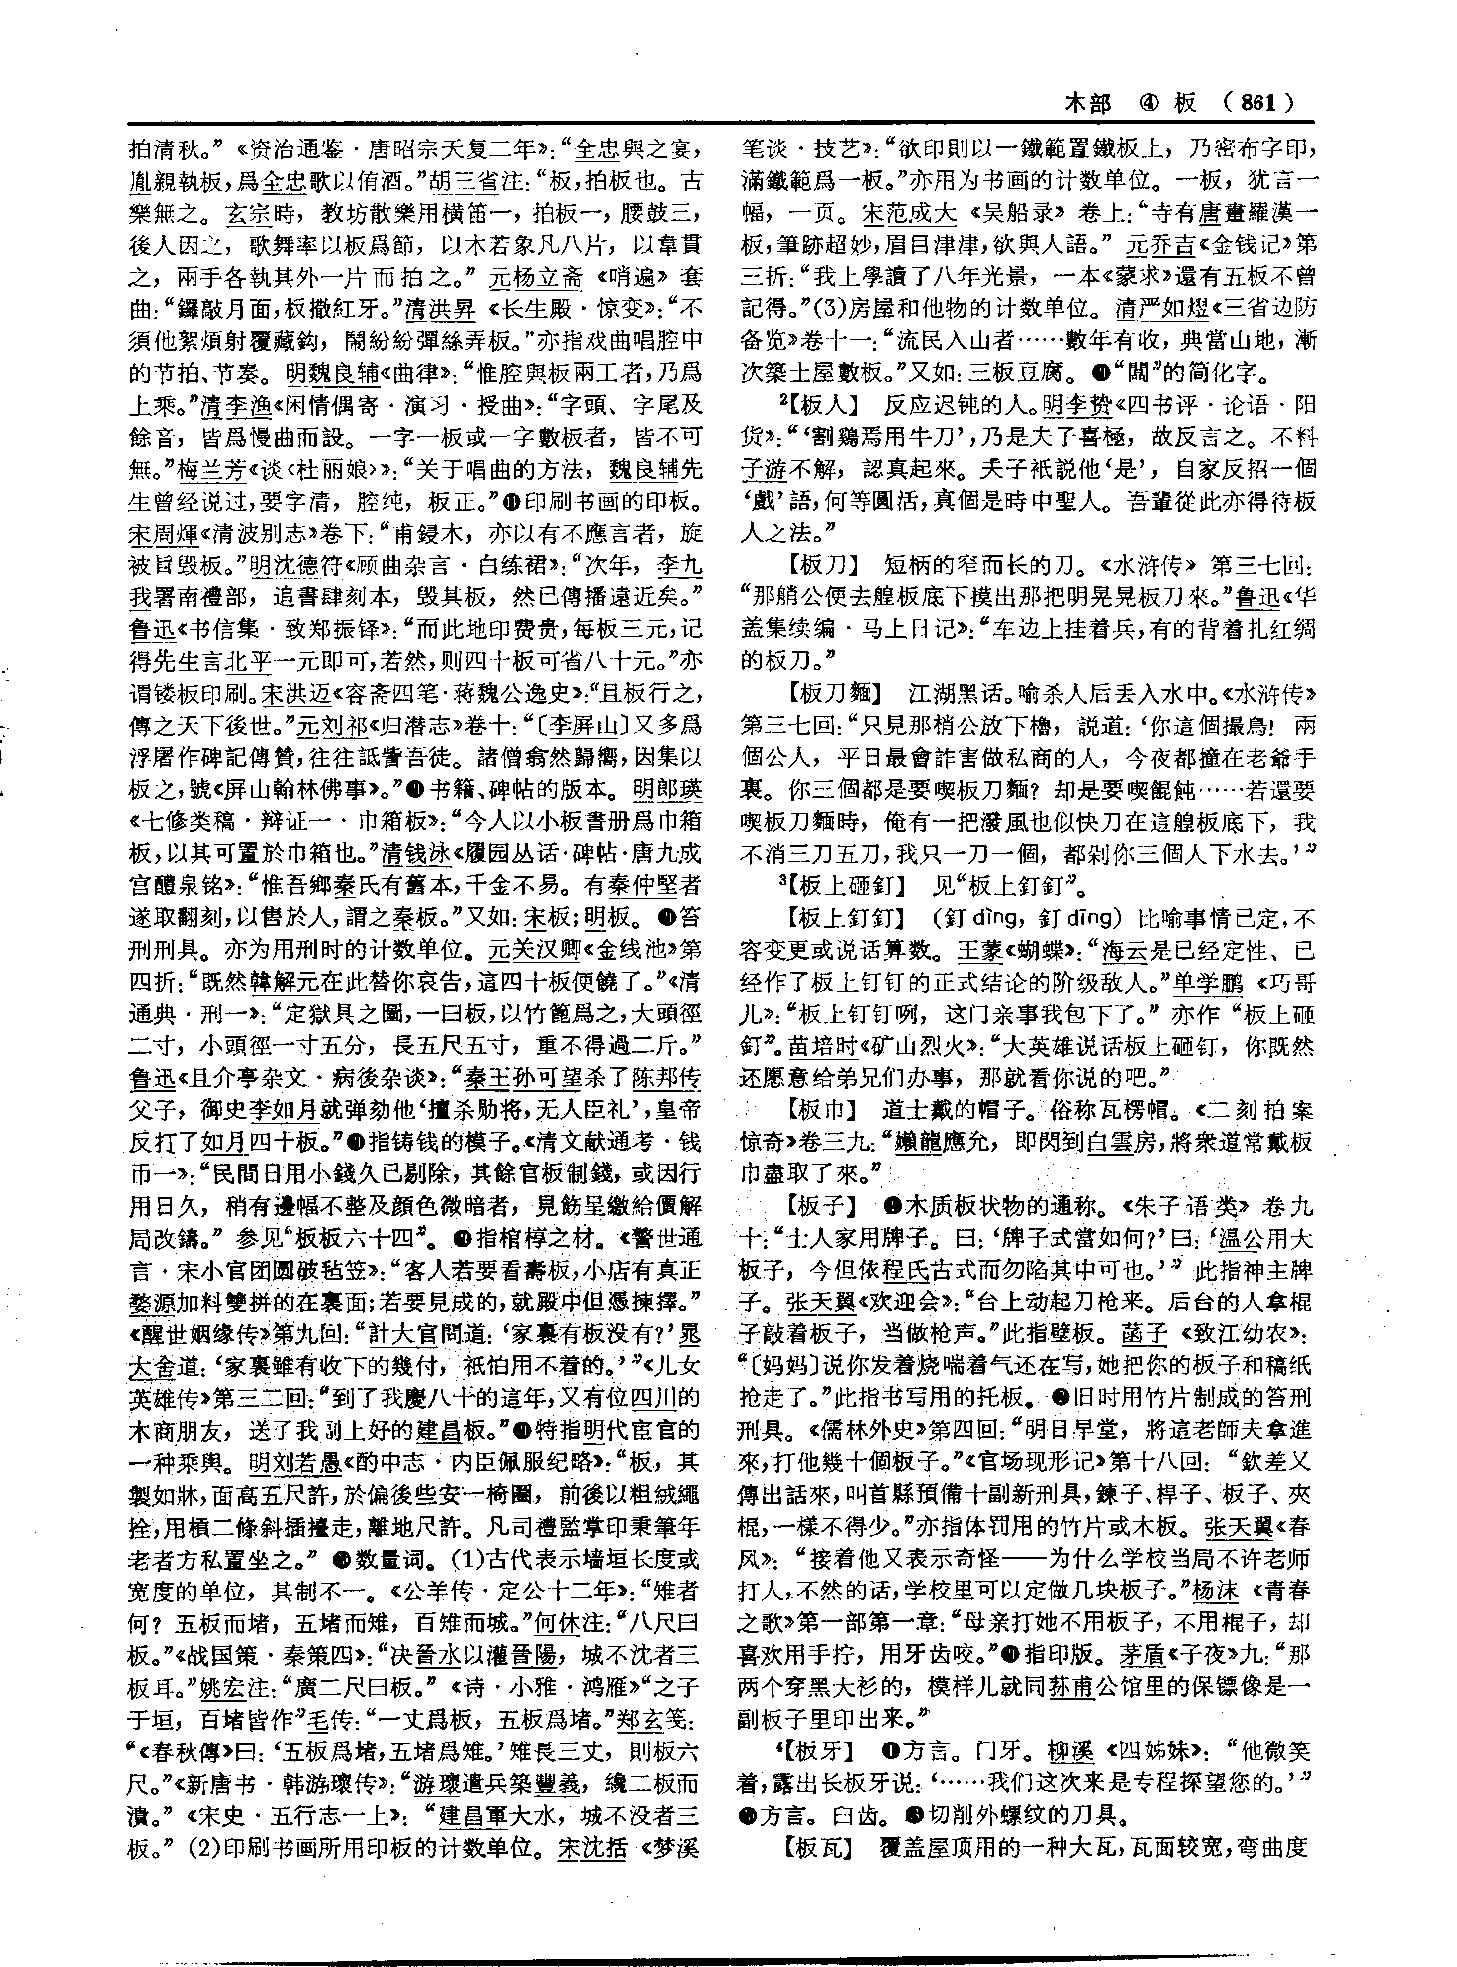 木部 ④ 板 （861）
拍清秋。”《资治通鉴·唐昭宗天复二年》：“全忠與之宴，
胤親執板，爲全忠歌以侑酒。”胡三省注：“板，拍板也。古
樂無之。玄宗時，教坊散樂用横笛一，拍板一，腰鼓三，
後人因之，歌舞率以板爲節，以木若象凡八片，以韋貫
之，兩手各執其外一片而拍之。”元杨立斋《哨遍》套
曲：“鑼敲月面，板撒紅牙。”清洪昇《长生殿·惊变》：“不
須他絮煩射覆藏鈎，鬧紛紛彈絲弄板。”亦指戏曲唱腔中
的节拍、节奏。明魏良辅《曲律》：“惟腔與板兩工者，乃爲
上乘。”清李渔《闲情偶寄·演习·授曲》：“字頭、字尾及
餘音，皆爲慢曲而設。一字一板或一字數板者，皆不可
無。”梅兰芳《谈〈杜丽娘〉》：“关于唱曲的方法，魏良辅先
生曾经说过，要字清，腔纯，板正。”印刷书画的印板。
宋周煇《清波别志》卷下：“甫鋟木，亦以有不應言者，旋
被旨毁板。”明沈德符《顾曲杂言·白练裙》：“次年，李九
我署南禮部，追書肆刻本，毁其板，然已傳播遠近矣。”
鲁迅《书信集·致郑振铎》：“而此地印费贵，每板三元，记
得先生言北平一元即可，若然，则四十板可省八十元。”亦
谓镂板印刷。宋洪迈《容斋四笔·蒋魏公逸史》：“且板行之，
傳之天下後世。”元刘祁《归潜志》卷十：“〔李屏山〕又多爲
浮屠作碑記傳贊，往往詆訾吾徒。諸僧翕然歸嚮，因集以
板之，號《屏山翰林佛事》。”书籍、碑帖的版本。明郎瑛
《七修类稿·辩证一·巾箱板》：“今人以小板書册爲巾箱
板，以其可置於巾箱也。”清钱泳《履园丛话·碑帖·唐九成
宫醴泉铭》：“惟吾鄉秦氏有舊本，千金不易。有秦仲堅者
遂取翻刻，以售於人，謂之秦板。”又如：宋板；明板。笞
刑刑具。亦为用刑时的计数单位。元关汉卿《金线池》第
四折：“既然韓解元在此替你哀告，這四十板便饒了。”《清
通典·刑一》：“定獄具之圖，一曰板，以竹篦爲之，大頭徑
二寸，小頭徑一寸五分，長五尺五寸，重不得過二斤。”
鲁迅《且介亭杂文·病後杂谈》：“秦王孙可望杀了陈邦传
父子，御史李如月就弹劾他‘擅杀勋将，无人臣礼’，皇帝
反打了如月四十板。”指铸钱的模子。《清文献通考·钱
币一》：“民間日用小錢久已剔除，其餘官板制錢，或因行
用日久，稍有邊幅不整及顔色微暗者，見飭呈繳給價解
局改鑄。”参见“板板六十四”。指棺椁之材。《警世通
言·宋小官团圆破毡笠》：“客人若要看壽板，小店有真正
婺源加料雙拼的在裏面；若要見成的，就殿中但憑揀擇。”
《醒世姻缘传》第九回：“計大官問道：‘家裏有板没有？’晁
大舍道：‘家裏雖有收下的幾付，衹怕用不着的。’”《儿女
英雄传》第三二回：“到了我慶八十的這年，又有位四川的
木商朋友，送了我副上好的建昌板。”特指明代宦官的
一种乘舆。明刘若愚《酌中志·内臣佩服纪略》：“板，其
製如牀，面高五尺許，於偏後些安一椅圈，前後以粗絨繩
拴，用槓二條斜插擡走，離地尺許。凡司禮監掌印秉筆年
老者方私置坐之。”数量词。(1)古代表示墙垣长度或
宽度的单位，其制不一。《公羊传·定公十二年》：“雉者
何？五板而堵，五堵而雉，百雉而城。”何休注：“八尺曰
板。”《战国策·秦策四》：“决晉水以灌晉陽，城不沈者三
板耳。”姚宏注：“廣二尺曰板。”《诗·小雅·鸿雁》“之子
于垣，百堵皆作”毛传：“一丈爲板，五板爲堵。”郑玄笺：
“《春秋傳》曰：‘五板爲堵，五堵爲雉。’雉長三丈，則板六
尺。”《新唐书·韩游瓌传》：“游瓌遣兵築豐義，纔二板而
潰。”《宋史·五行志一上》：“建昌軍大水，城不没者三
板。”(2)印刷书画所用印板的计数单位。宋沈括《梦溪
笔谈·技艺》：“欲印則以一鐵範置鐵板上，乃密布字印，
滿鐵範爲一板。”亦用为书画的计数单位。一板，犹言一
幅，一页。宋范成大《吴船录》卷上：“寺有唐畫羅漢一
板，筆跡超妙，眉目津津，欲與人語。”元乔吉《金钱记》第
三折：“我上學讀了八年光景，一本《蒙求》還有五板不曾
記得。”(3)房屋和他物的计数单位。清严如煜《三省边防
备览》卷十一：“流民入山者……數年有收，典當山地，漸
次築土屋數板。”又如：三板豆腐。“闆”的简化字。
²【板人】 反应迟钝的人。明李贽《四书评·论语·阳
货》：“‘割鷄焉用牛刀’，乃是大了喜極，故反言之。不料
子游不解，認真起來。夫子祇説他‘是’，自家反招一個
‘戲’語，何等圓活，真個是時中聖人。吾輩從此亦得待板
人之法。”
【板刀】 短柄的窄而长的刀。《水浒传》第三七回：
“那艄公便去艎板底下摸出那把明晃晃板刀來。”鲁迅《华
盖集续编·马上日记》：“车边上挂着兵，有的背着扎红绸
的板刀。”
【板刀麵】 江湖黑话。喻杀人后丢入水中。《水浒传》
第三七回：“只見那梢公放下櫓，説道：‘你這個撮鳥！兩
個公人，平日最會詐害做私商的人，今夜都撞在老爺手
裏。你三個都是要喫板刀麵？却是要喫餛飩……若還要
喫板刀麵時，俺有一把潑風也似快刀在這艎板底下，我
不消三刀五刀，我只一刀一個，都剁你三個人下水去。’”
³【板上砸釘】 见“板上釘釘”。
【板上釘釘】（釘 dìng，釘 dīng）比喻事情已定，不
容变更或说话算数。王蒙《蝴蝶》：“海云是已经定性、已
经作了板上钉钉的正式结论的阶级敌人。”单学鹏《巧哥
儿》：“板上钉钉咧，这门亲事我包下了。”亦作“板上砸
釘”。苗培时《矿山烈火》：“大英雄说话板上砸钉，你既然
还愿意给弟兄们办事，那就看你说的吧。”
【板巾】 道士戴的帽子。俗称瓦楞帽。《二刻拍案
惊奇》卷三九：“嬾龍應允，即閃到白雲房，將衆道常戴板
巾盡取了來。”
【板子】 ❶木质板状物的通称。《朱子语类》卷九
十：“士人家用牌子。曰：‘牌子式當如何？’曰：‘温公用大
板子，今但依程氏古式而勿陷其中可也。’”此指神主牌
子。张天翼《欢迎会》：“台上动起刀枪来。后台的人拿棍
子敲着板子，当做枪声。”此指壁板。菡子《致江幼农》：
“〔妈妈〕说你发着烧喘着气还在写，她把你的板子和稿纸
抢走了。”此指书写用的托板。❷旧时用竹片制成的笞刑
刑具。《儒林外史》第四回：“明日早堂，將這老師夫拿進
來，打他幾十個板子。”《官场现形记》第十八回：“欽差又
傳出話來，叫首縣預備十副新刑具，鍊子、桿子、板子、夾
棍，一樣不得少。”亦指体罚用的竹片或木板。张天翼《春
风》：“接着他又表示奇怪——为什么学校当局不许老师
打人，不然的话，学校里可以定做几块板子。”杨沫《青春
之歌》第一部第一章：“母亲打她不用板子，不用棍子，却
喜欢用手拧，用牙齿咬。”❸指印版。茅盾《子夜》九：“那
两个穿黑大衫的，模样儿就同荪甫公馆里的保镖像是一
副板子里印出来。”
⁴【板牙】 ❶方言。门牙。柳溪《四姊妹》：“他微笑
着，露出长板牙说：‘……我们这次来是专程探望您的。’”
❷方言。臼齿。❸切削外螺纹的刀具。
【板瓦】 覆盖屋顶用的一种大瓦，瓦面较宽，弯曲度